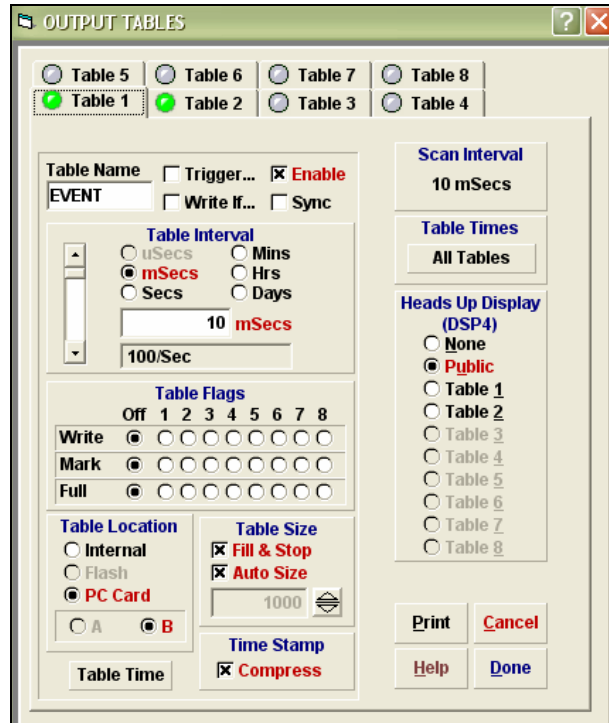 OUTPUT TABLES
Table 5 Table 6 Table 7 Table 8
Table 1 Table 2 Table 3 Table 4
Table Name
EVENT
Trigger... Enable
Write If... Sync
Table Interval
uSecs Mins
mSecs Hrs
Secs Days
10 mSecs
100/Sec
Table Flags
Off 1 2 3 4 5 6 7 8
Write
Mark
Full
Table Location
Internal
Flash
PC Card
A B
Table Time
Table Size
Fill & Stop
Auto Size
1000
Time Stamp
Compress
Scan Interval
10 mSecs
Table Times
All Tables
Heads Up Display
(DSP4)
None
Public
Table 1
Table 2
Table 3
Table 4
Table 5
Table 6
Table 7
Table 8
Print Cancel
Help Done